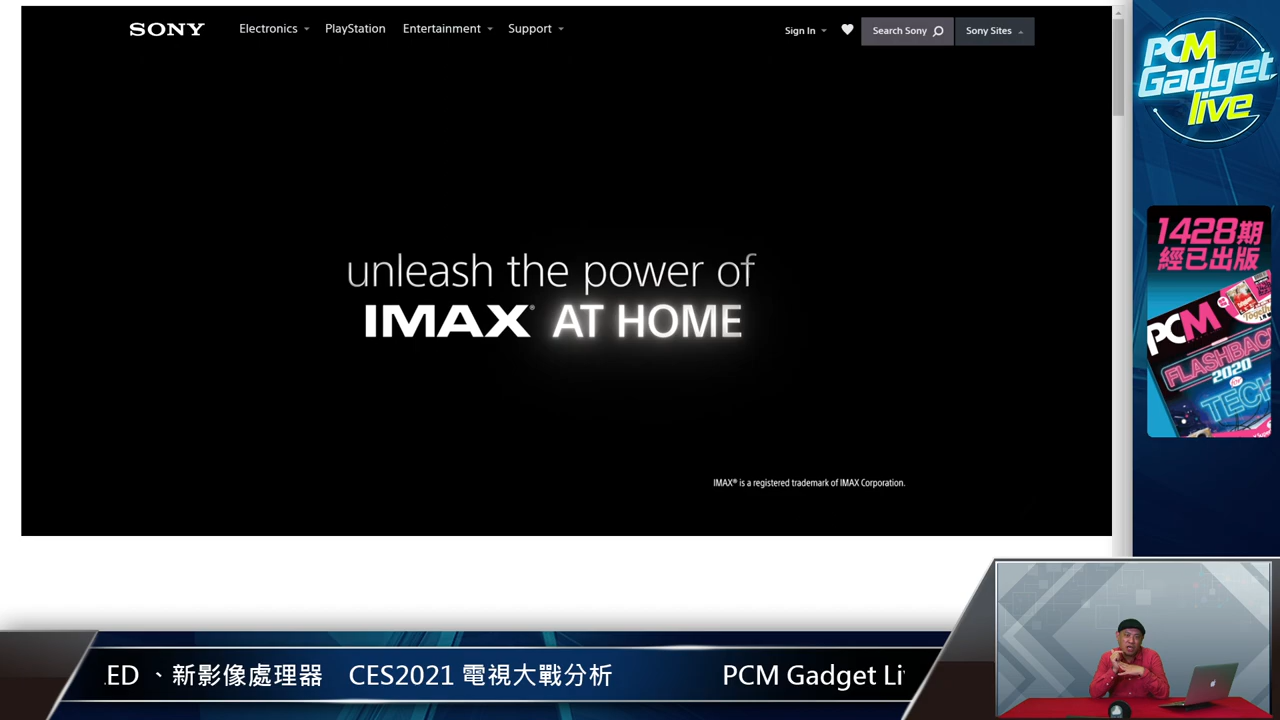 SONY
Electronics
PlayStation
Entertainment
Support
Sign In
Search Sony
Sony Sites
unleash the power of
IMAX® AT HOME
IMAX® is a registered trademark of IMAX Corporation.
PCM
Gadget
live
1428期
經已出版
PCM
FLASHBACK
2020
TECH
ED 、新影像處理器 CES2021 電視大戰分析 PCM Gadget Li